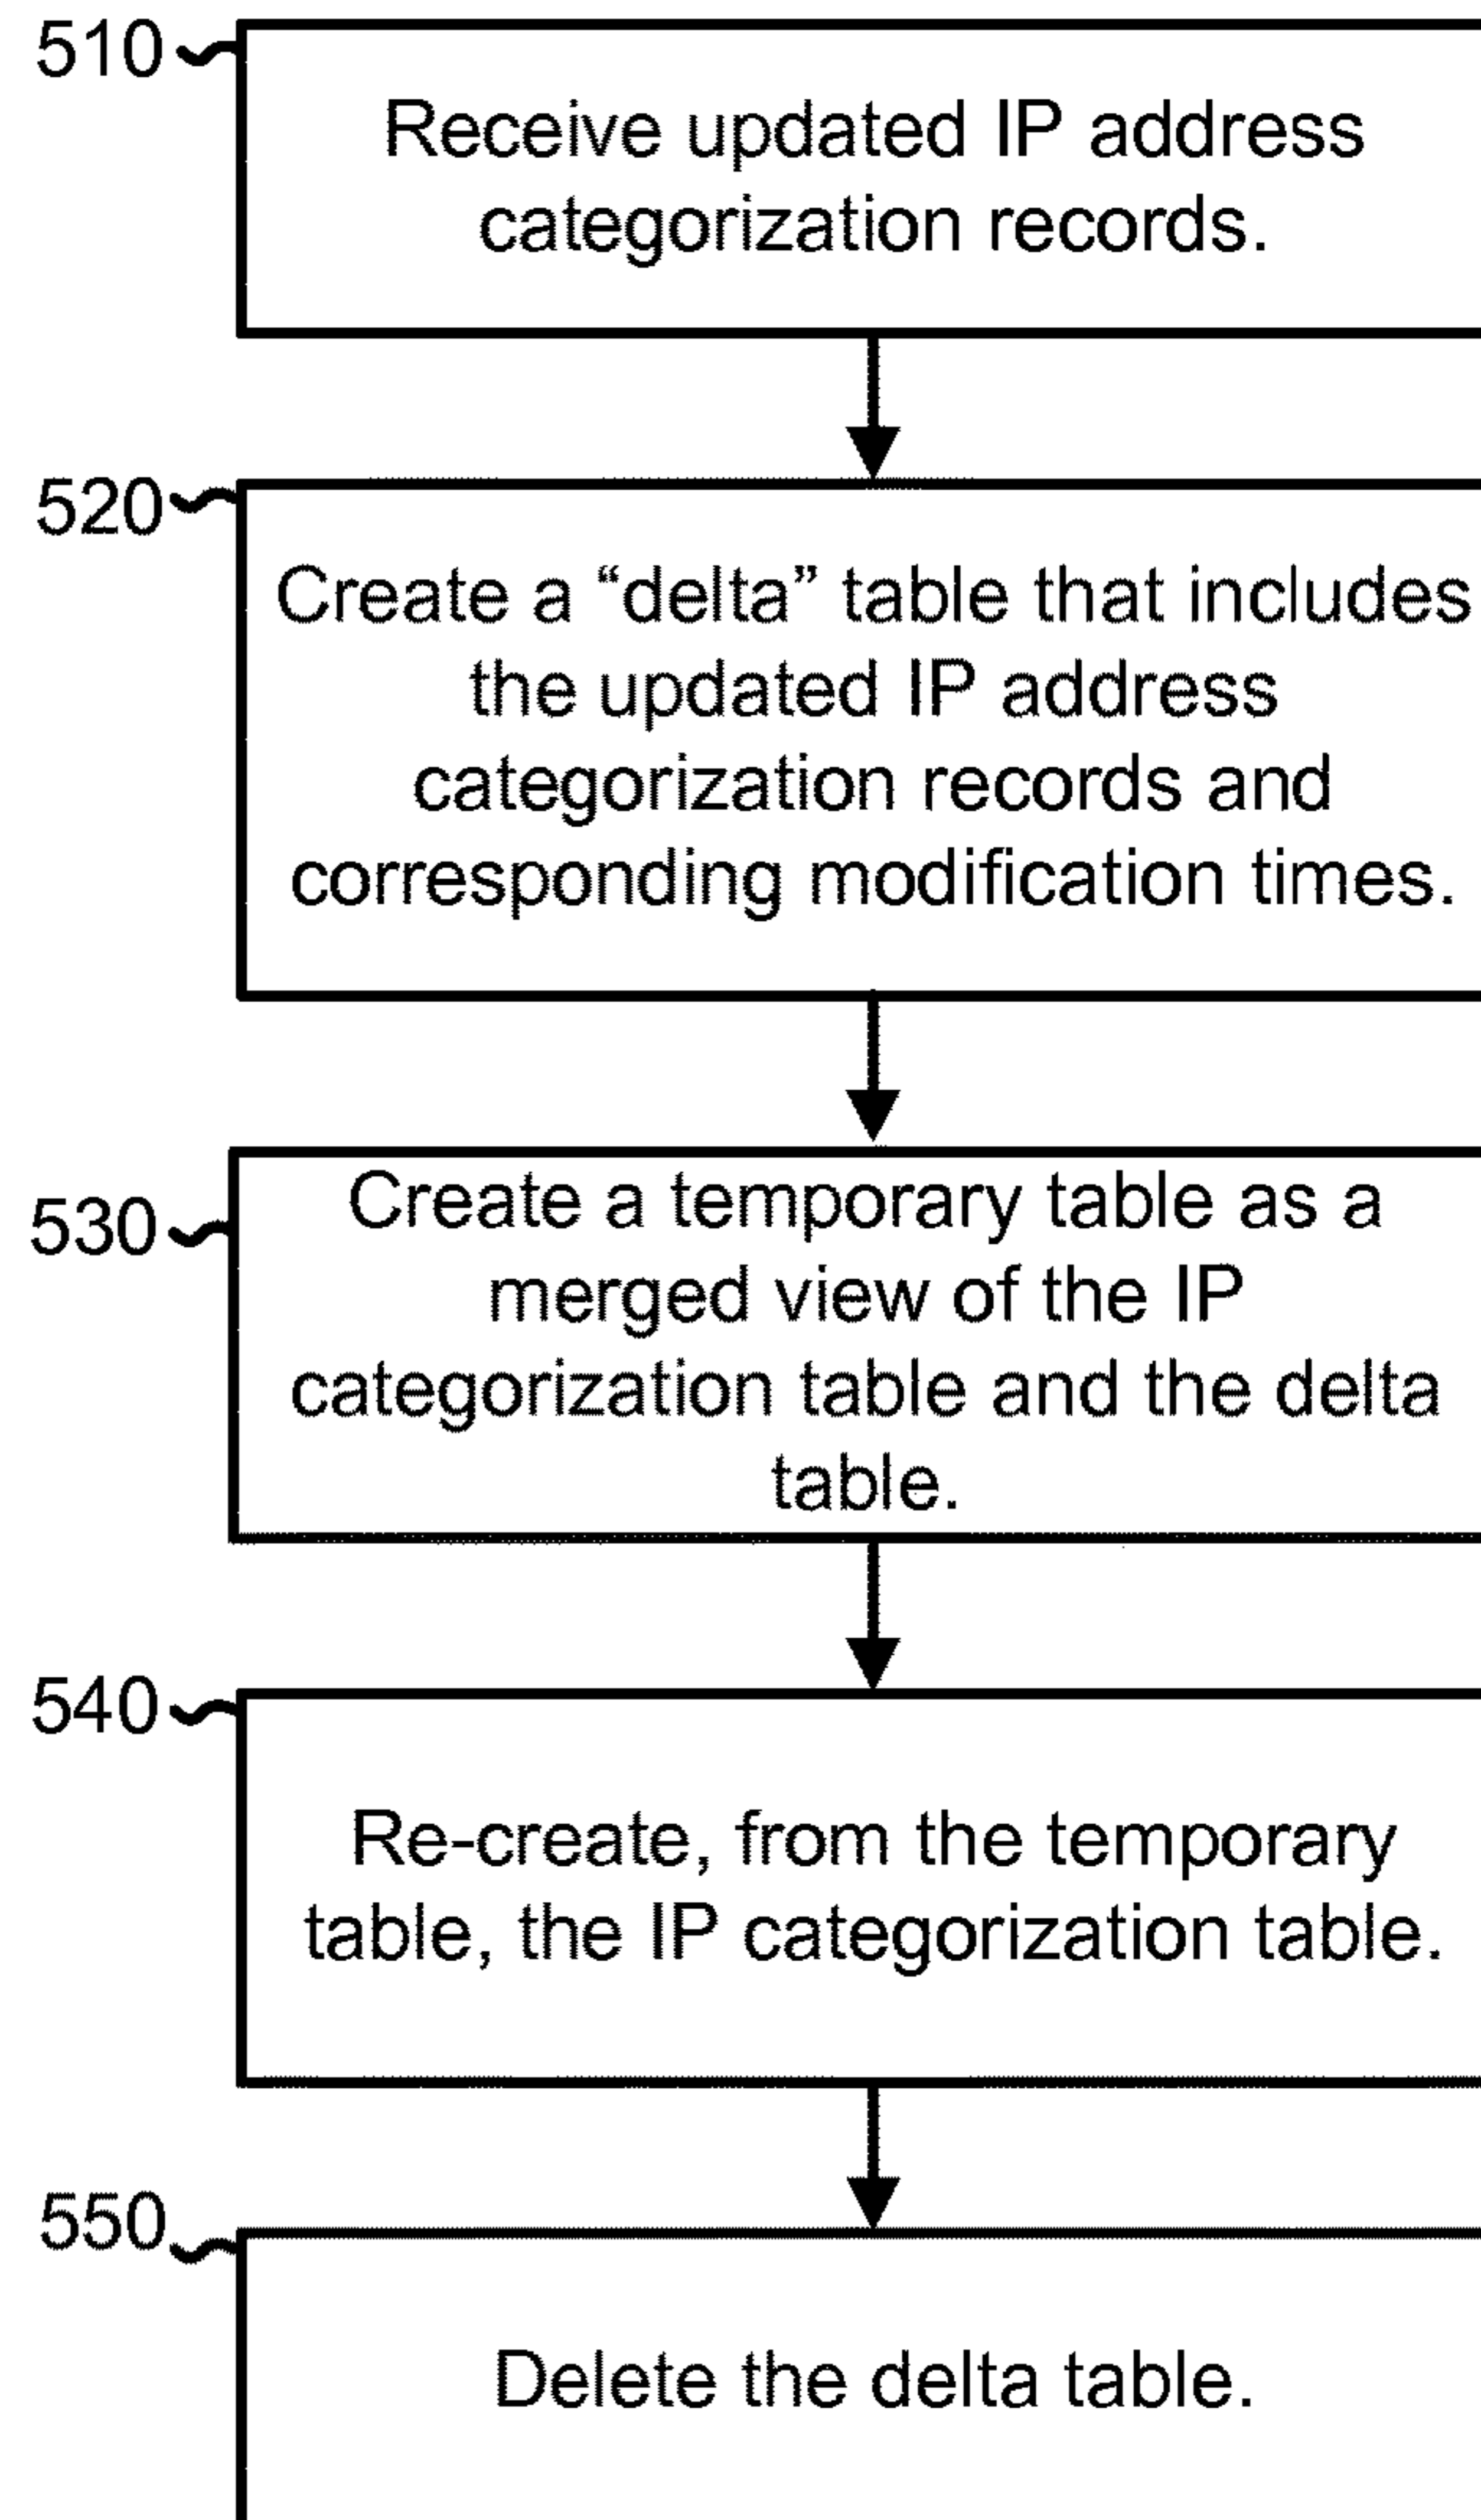 510
Receive updated IP address
categorization records.
520
Create a “delta” table that includes
the updated IP address
categorization records and
corresponding modification times.
530
Create a temporary table as a
merged view of the IP
categorization table and the delta
table.
540
Re-create, from the temporary
table, the IP categorization table.
550
Delete the delta table.